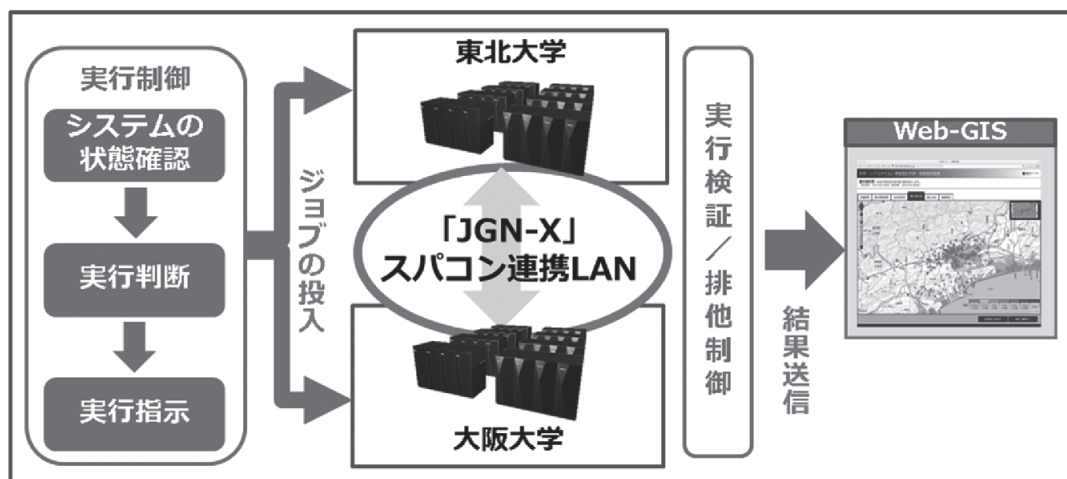 実行制御
システムの
状態確認
実行判断
実行指示
ジョブの投入
東北大学
「JGN-X」
スパコン連携LAN
大阪大学
実行検証/排他制御
結果送信
Web-GIS